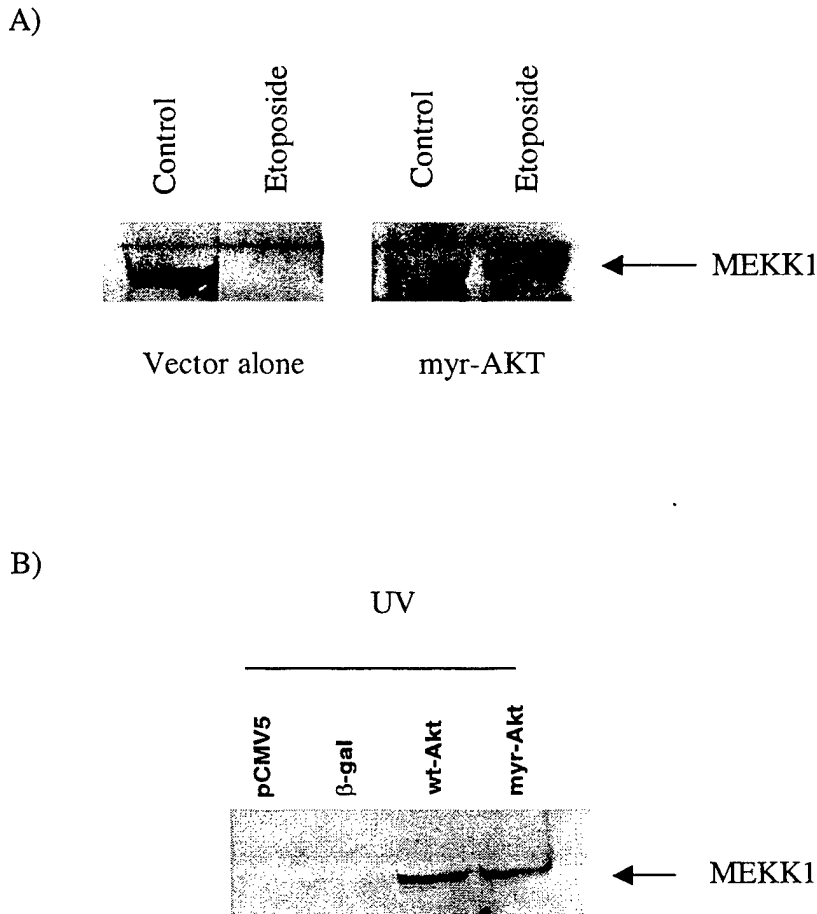 A)
Control
Etoposide
Control
Etoposide
MEKK1
Vector alone
myr-AKT
B)
UV
pCMV5
β-gal
wt-Akt
myr-Akt
MEKK1